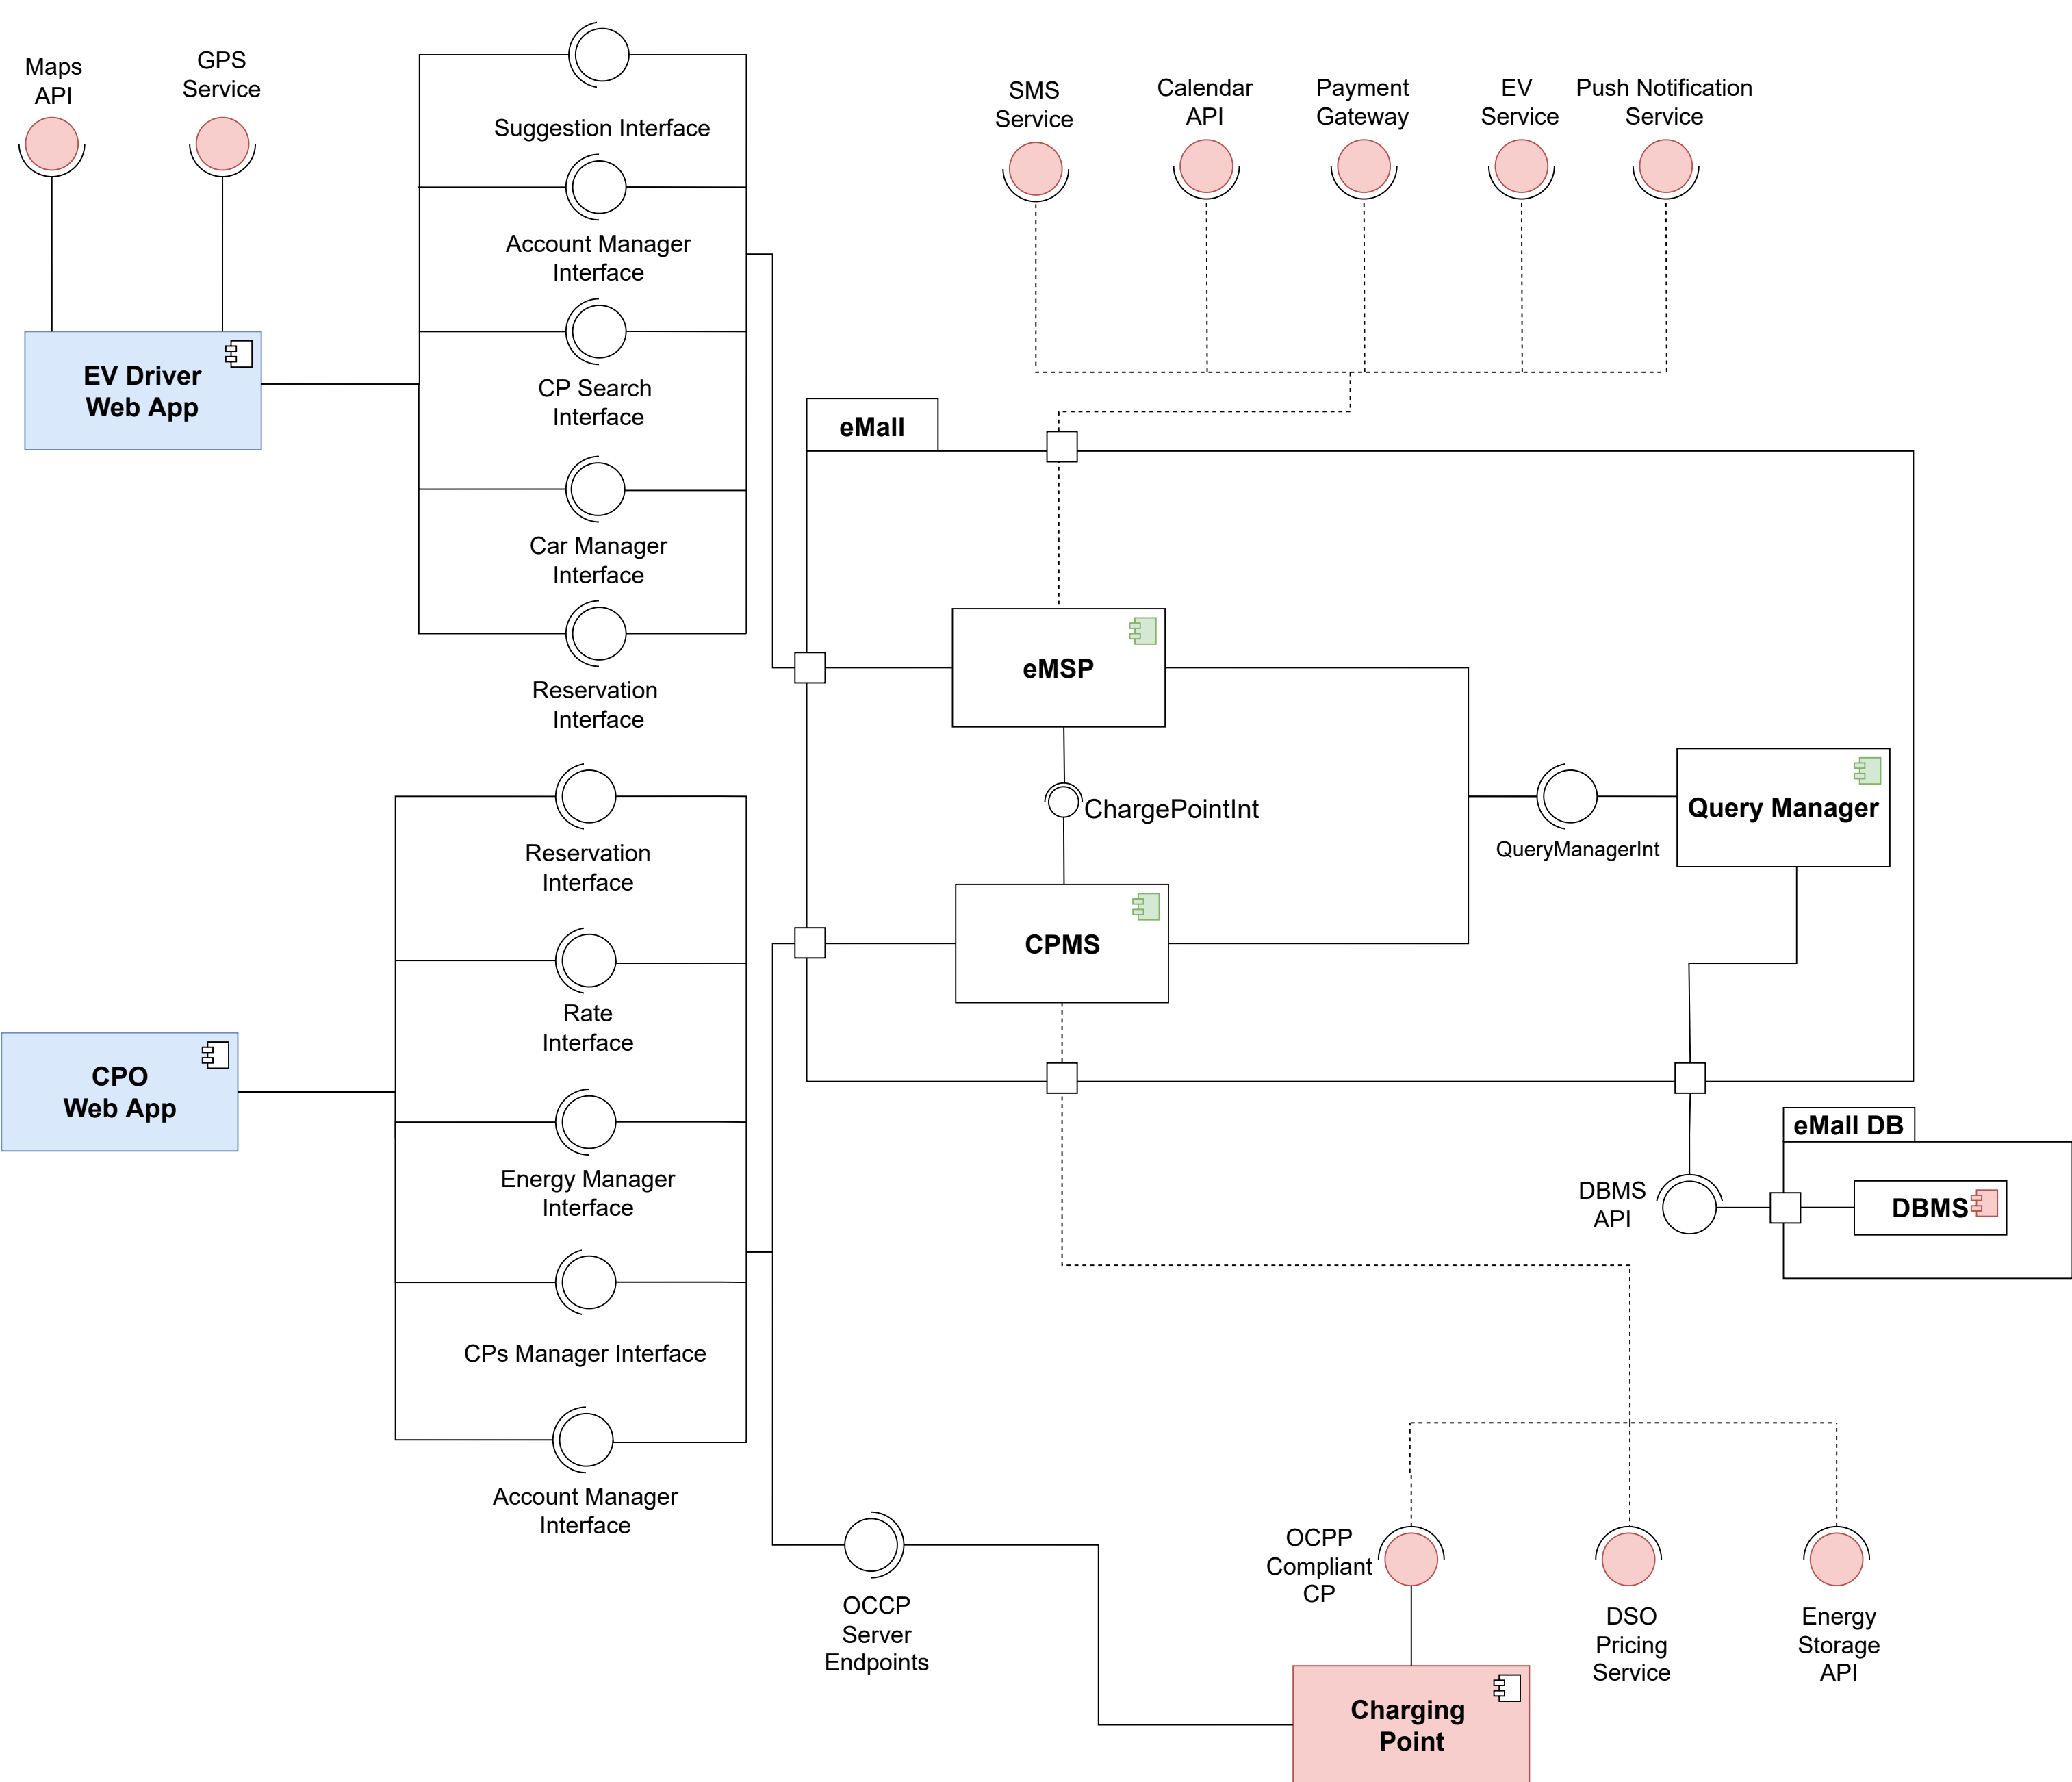 Maps
API
GPS
Service
Suggestion Interface
Account Manager
Interface
CP Search
Interface
Car Manager
Interface
Reservation
Interface
SMS
Service
Calendar
API
Payment
Gateway
EV
Service
Push Notification
Service
EV Driver
Web App
eMall
eMSP
ChargePointInt
CPMS
QueryManagerInt
Query Manager
Reservation
Interface
Rate
Interface
Energy Manager
Interface
CPs Manager Interface
Account Manager
Interface
CPO
Web App
eMall DB
DBMS
API
DBMS
OCCP
Server
Endpoints
OCPP
Compliant
CP
DSO
Pricing
Service
Energy
Storage
API
Charging
Point